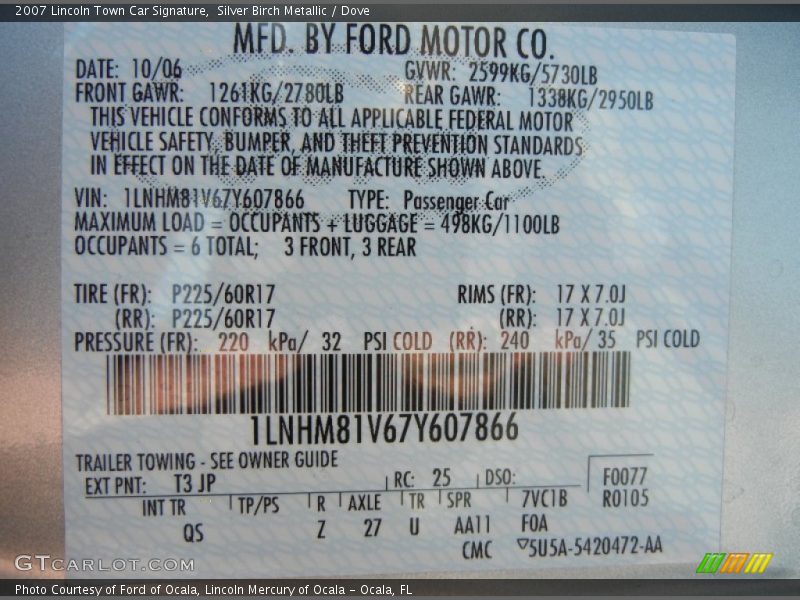 2007 Lincoln Town Car Signature,  Silver Birch Metallic / Dove
MFD. BY FORD MOTOR CO.
DATE: 10/06 GVWR: 2599KG/5730LB
FRONT GAWR: 1261KG/2780LB REAR GAWR: 1338KG/2950LB
THIS VEHICLE CONFORMS TO ALL APPLICABLE FEDERAL MOTOR
VEHICLE SAFETY, BUMPER, AND THEFT PREVENTION STANDARDS
IN EFFECT ON THE DATE OF MANUFACTURE SHOWN ABOVE.
VIN: 1LNHM81V67Y607866 TYPE: Passenger Car
MAXIMUM LOAD = OCCUPANTS + LUGGAGE = 498KG/1100LB
OCCUPANTS = 6 TOTAL; 3 FRONT, 3 REAR
TIRE (FR): P225/60R17 RIMS (FR): 17 X 7.0J
(RR): P225/60R17 (RR): 17 X 7.0J
PRESSURE (FR): 220 kPa/ 32 PSI COLD (RR): 240 kPa/ 35 PSI COLD
1LNHM81V67Y607866
TRAILER TOWING - SEE OWNER GUIDE
EXT PNT: T3 JP RC: 25 DSO: F0077
INT TR TP/PS R AXLE TR SPR 7VC1B R0105
QS Z 27 U AA11 FOA
CMC ▽5U5A-5420472-AA
GTCARLOT.COM
Photo Courtesy of Ford of Ocala, Lincoln Mercury of Ocala – Ocala, FL